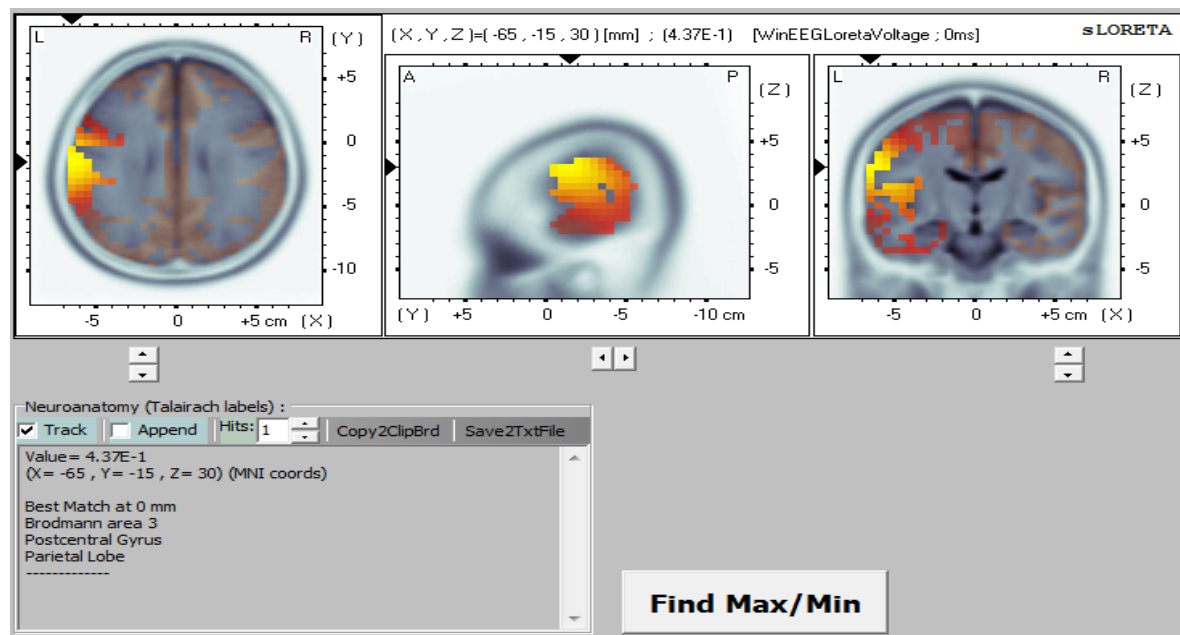 (X , Y , Z )=( -65 , -15 , 30 ) [mm] ; (4.37E-1) [WinEEGLoretaVoltage ; 0ms]
sLORETA
L R (Y)
+5
0
-5
-10
-5 0 +5 cm (X)
A P
(Z)
+5
0
-5
(Y) +5 0 -5 -10 cm
L R
(Z)
+5
0
-5
-5 0 +5 cm (X)
Neuroanatomy (Talairach labels) :
Track Append Hits: 1 Copy2ClipBrd Save2TxtFile
Value= 4.37E-1
(X= -65 , Y= -15 , Z= 30) (MNI coords)
Best Match at 0 mm
Brodmann area 3
Postcentral Gyrus
Parietal Lobe
-------------
Find Max/Min